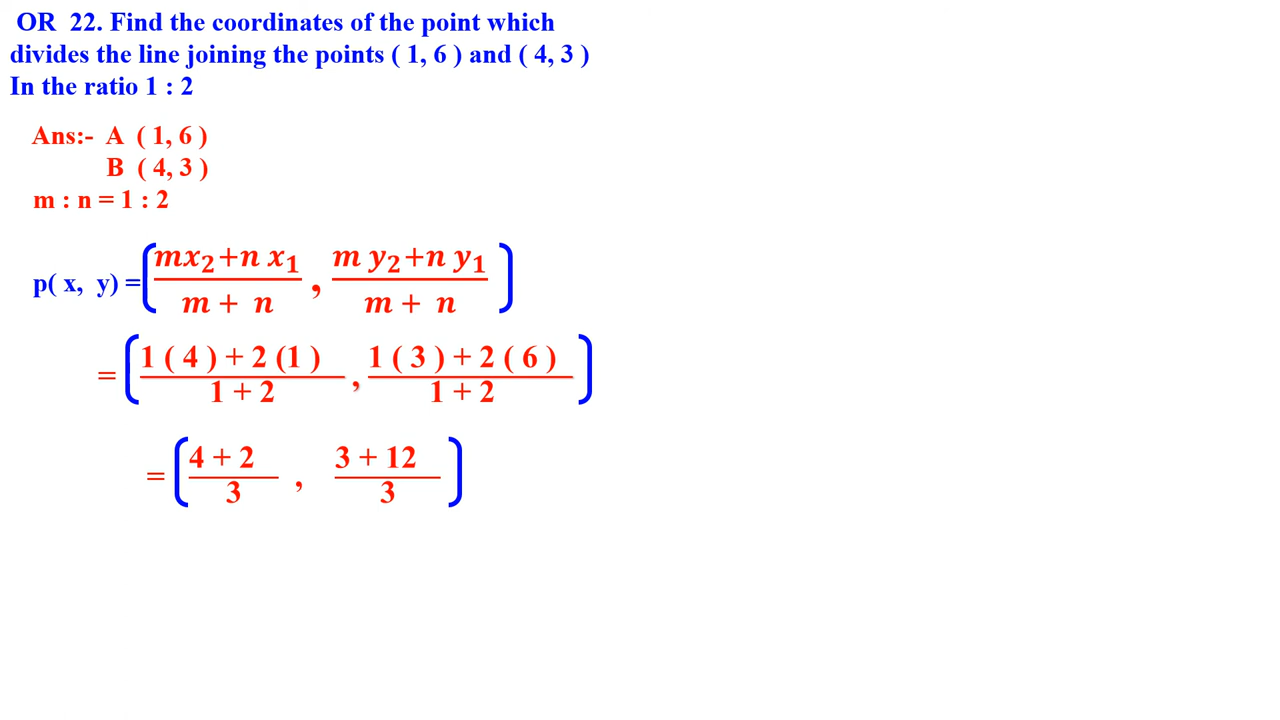 OR 22. Find the coordinates of the point which
divides the line joining the points ( 1, 6 ) and ( 4, 3 )
In the ratio 1 : 2
Ans:- A ( 1, 6 )
B ( 4, 3 )
m : n = 1 : 2
p( x, y) = ( mx₂+n x₁ / m + n , m y₂+n y₁ / m + n )
= ( 1 ( 4 ) + 2 (1 ) / 1 + 2 , 1 ( 3 ) + 2 ( 6 ) / 1 + 2 )
= ( 4 + 2 / 3 , 3 + 12 / 3 )